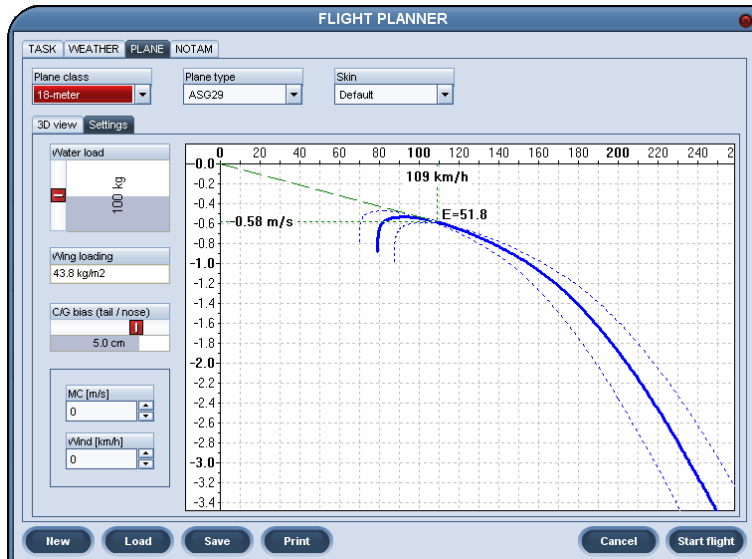 FLIGHT PLANNER
TASK WEATHER PLANE NOTAM
Plane class Plane type Skin
18-meter ASG29 Default
3D view Settings
Water load
100 kg
Wing loading
43.8 kg/m2
C/G bias (tail / nose)
5.0 cm
MC [m/s]
0
Wind [km/h]
0
0 20 40 60 80 100 120 140 160 180 200 220 240 2
109 km/h
E=51.8
-0.58 m/s
-0.0
-0.2
-0.4
-0.6
-0.8
-1.0
-1.2
-1.4
-1.6
-1.8
-2.0
-2.2
-2.4
-2.6
-2.8
-3.0
-3.2
-3.4
New Load Save Print Cancel Start flight